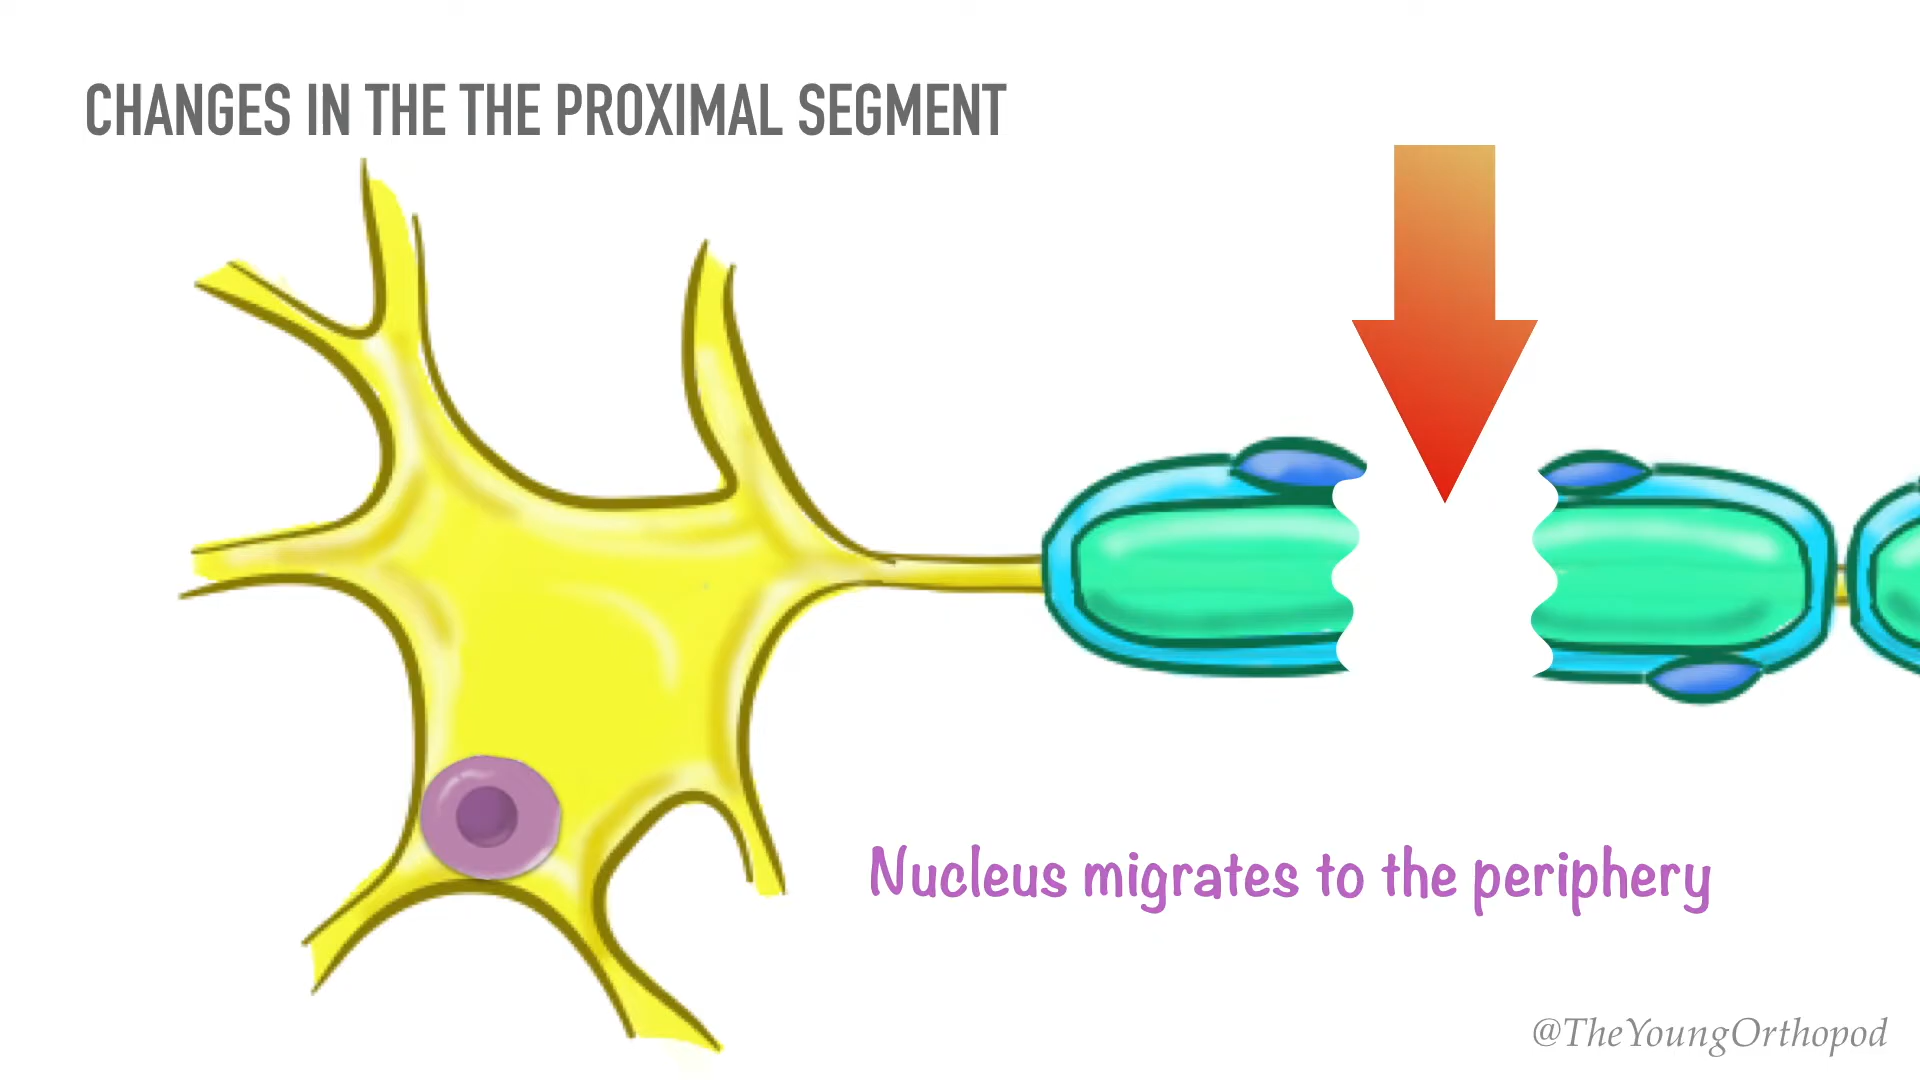 CHANGES IN THE THE PROXIMAL SEGMENT
Nucleus migrates to the periphery
@TheYoungOrthopod